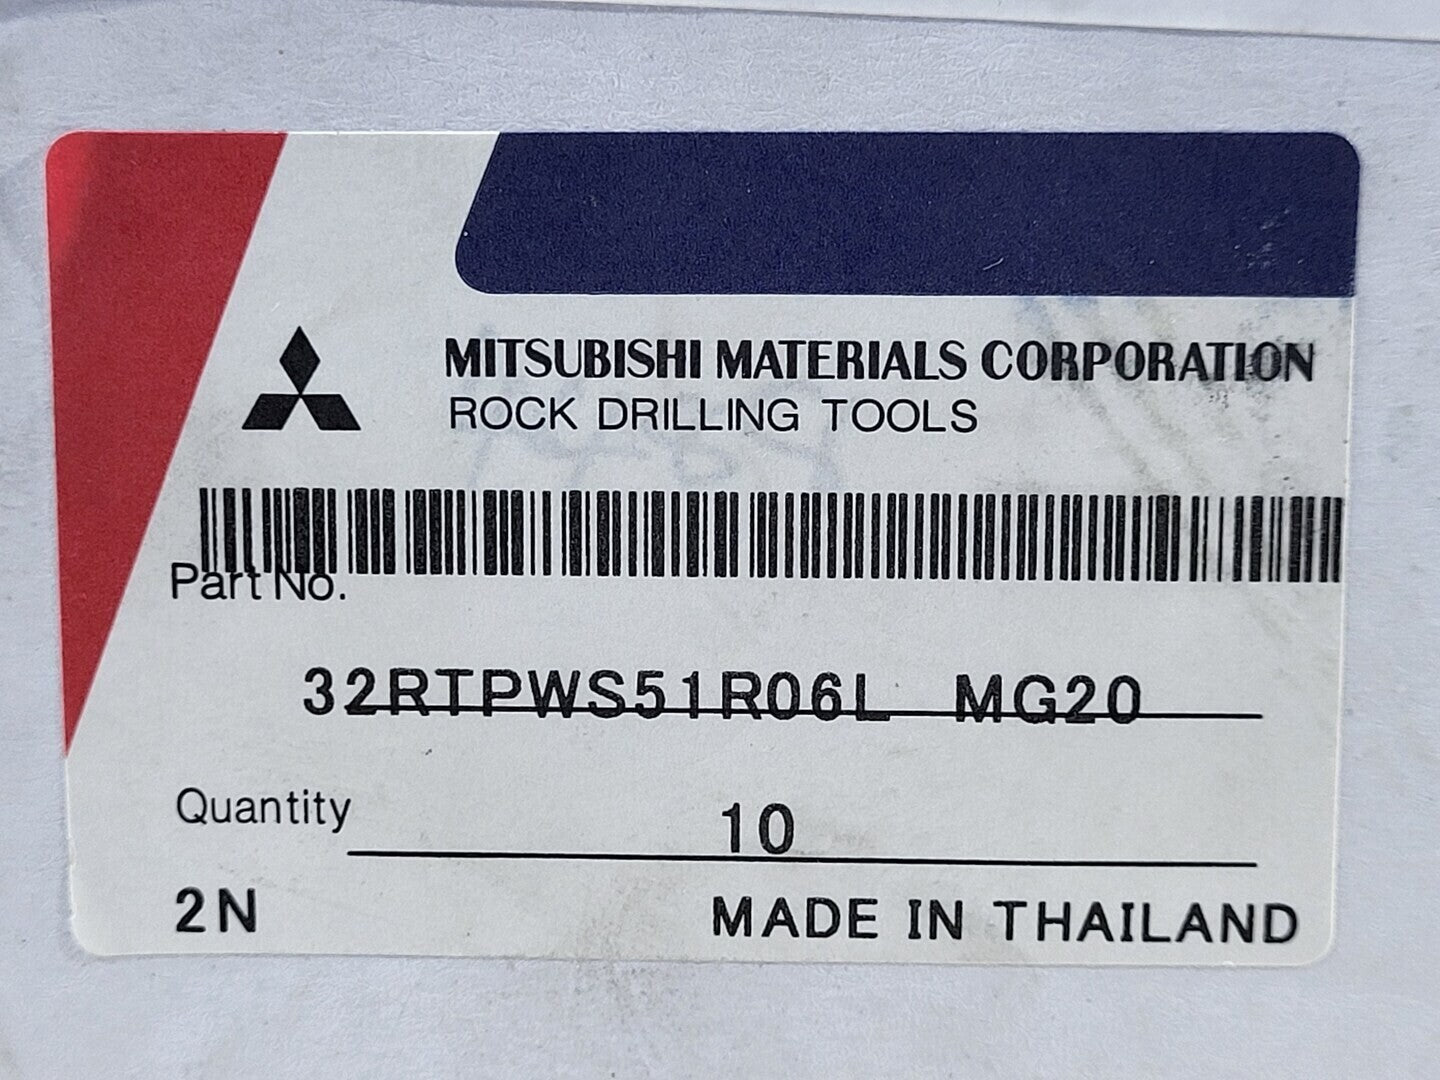 MITSUBISHI MATERIALS CORPORATION
ROCK DRILLING TOOLS
Part No.
32RTPWS51R06L MG20
Quantity 10
2N MADE IN THAILAND